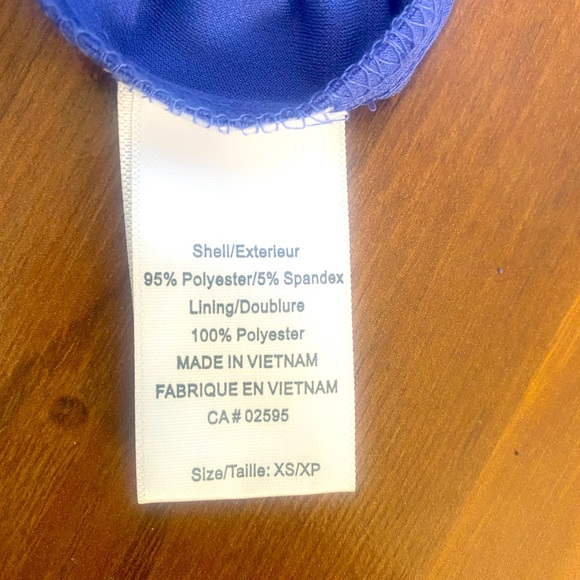 Shell/Exterieur
95% Polyester/5% Spandex
Lining/Doublure
100% Polyester
MADE IN VIETNAM
FABRIQUE EN VIETNAM
CA # 02595
Size/Taille: XS/XP